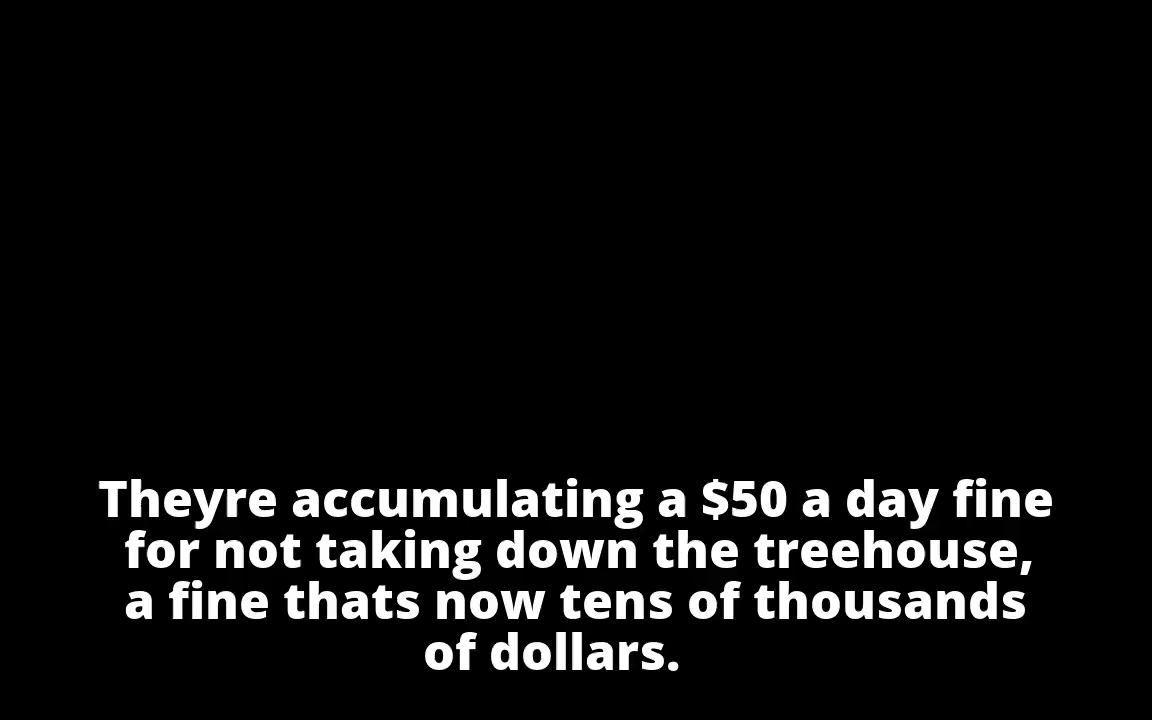 Theyre accumulating a $50 a day fine
for not taking down the treehouse,
a fine thats now tens of thousands
of dollars.